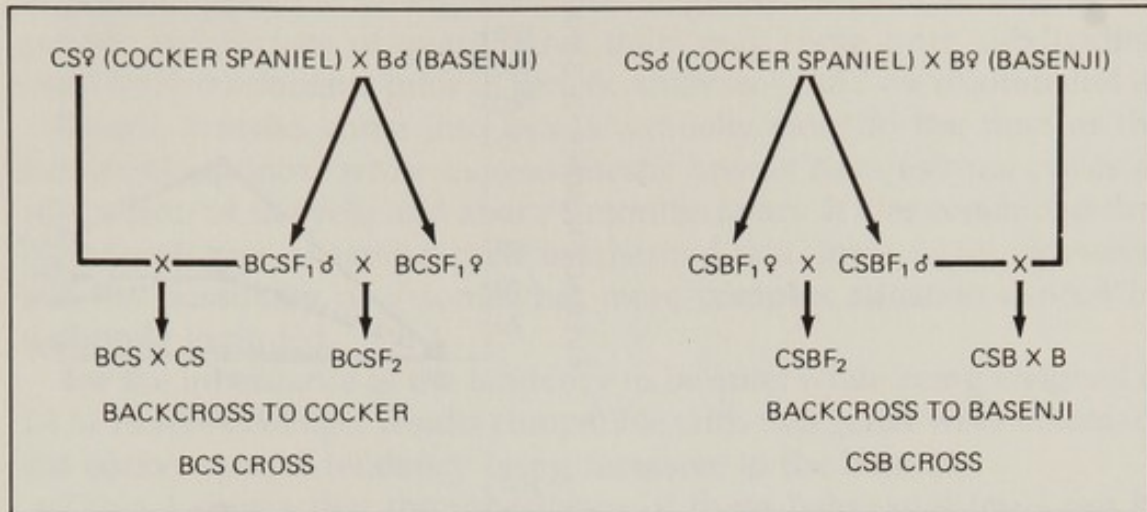 CS♀ (COCKER SPANIEL) X B♂ (BASENJI)
CS♂ (COCKER SPANIEL) X B♀ (BASENJI)
X BCSF₁♂ X BCSF₁♀
CSBF₁♀ X CSBF₁♂ X
BCS X CS BCSF₂
CSBF₂ CSB X B
BACKCROSS TO COCKER
BACKCROSS TO BASENJI
BCS CROSS
CSB CROSS